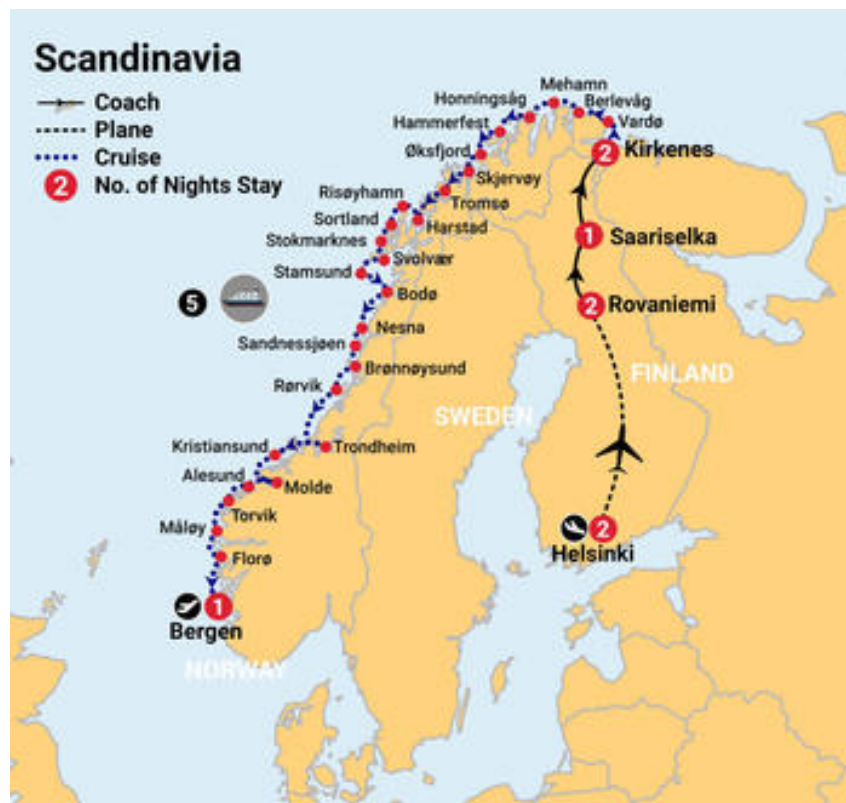 Scandinavia
Coach
Plane
Cruise
2 No. of Nights Stay
Mehamn
Honningsåg
Berlevåg
Hammerfest
Vardø
Øksfjord
2 Kirkenes
Skjervøy
Risøyhamn
Tromsø
Sortland
Harstad
1 Saariselka
Stokmarknes
Svolvær
Stamsund
Bodø
5
2 Rovaniemi
Nesna
Sandnessjøen
Brønnøysund
FINLAND
Rørvik
SWEDEN
Kristiansund
Trondheim
Alesund
Molde
Torvik
Måløy
2
Helsinki
Florø
1
Bergen
NORWAY